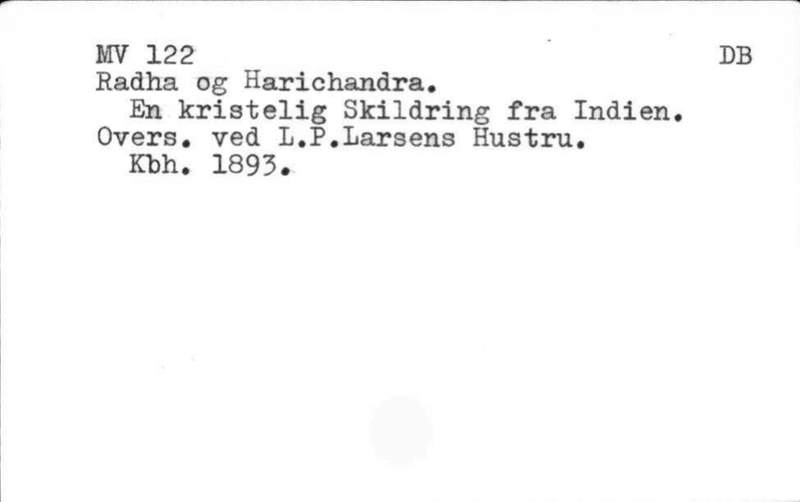 MV 122 DB
Radha og Harichandra.
En kristelig Skildring fra Indien.
Overs. ved L.P.Larsens Hustru.
Kbh. 1893.